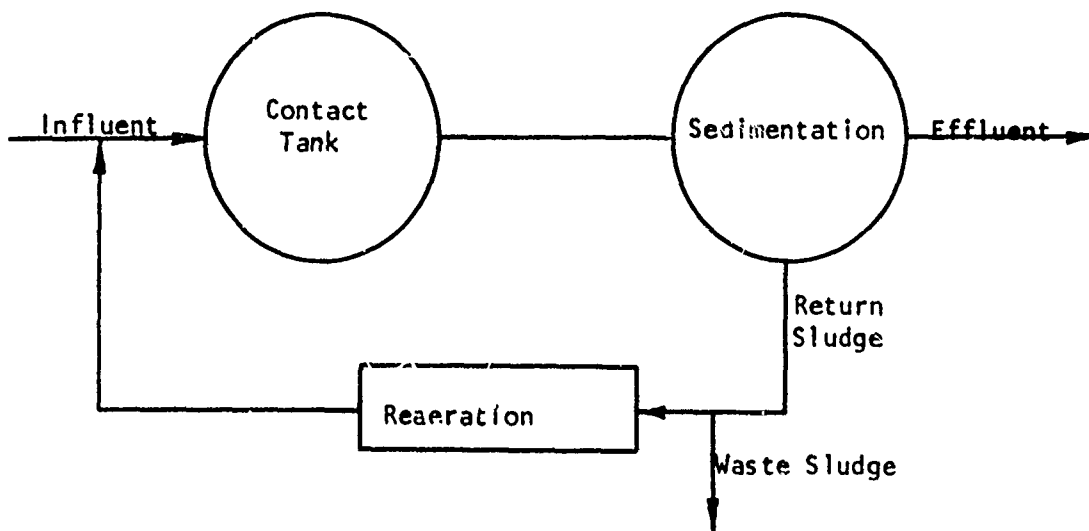 Influent
Contact
Tank
Sedimentation
Effluent
Return
Sludge
Reaeration
Waste Sludge